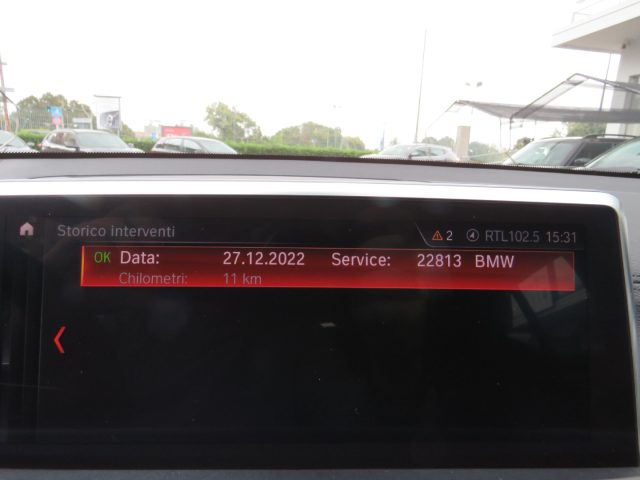 Storico interventi 2 RTL102.5 15:31
OK Data: 27.12.2022 Service: 22813 BMW
Chilometri: 11 km